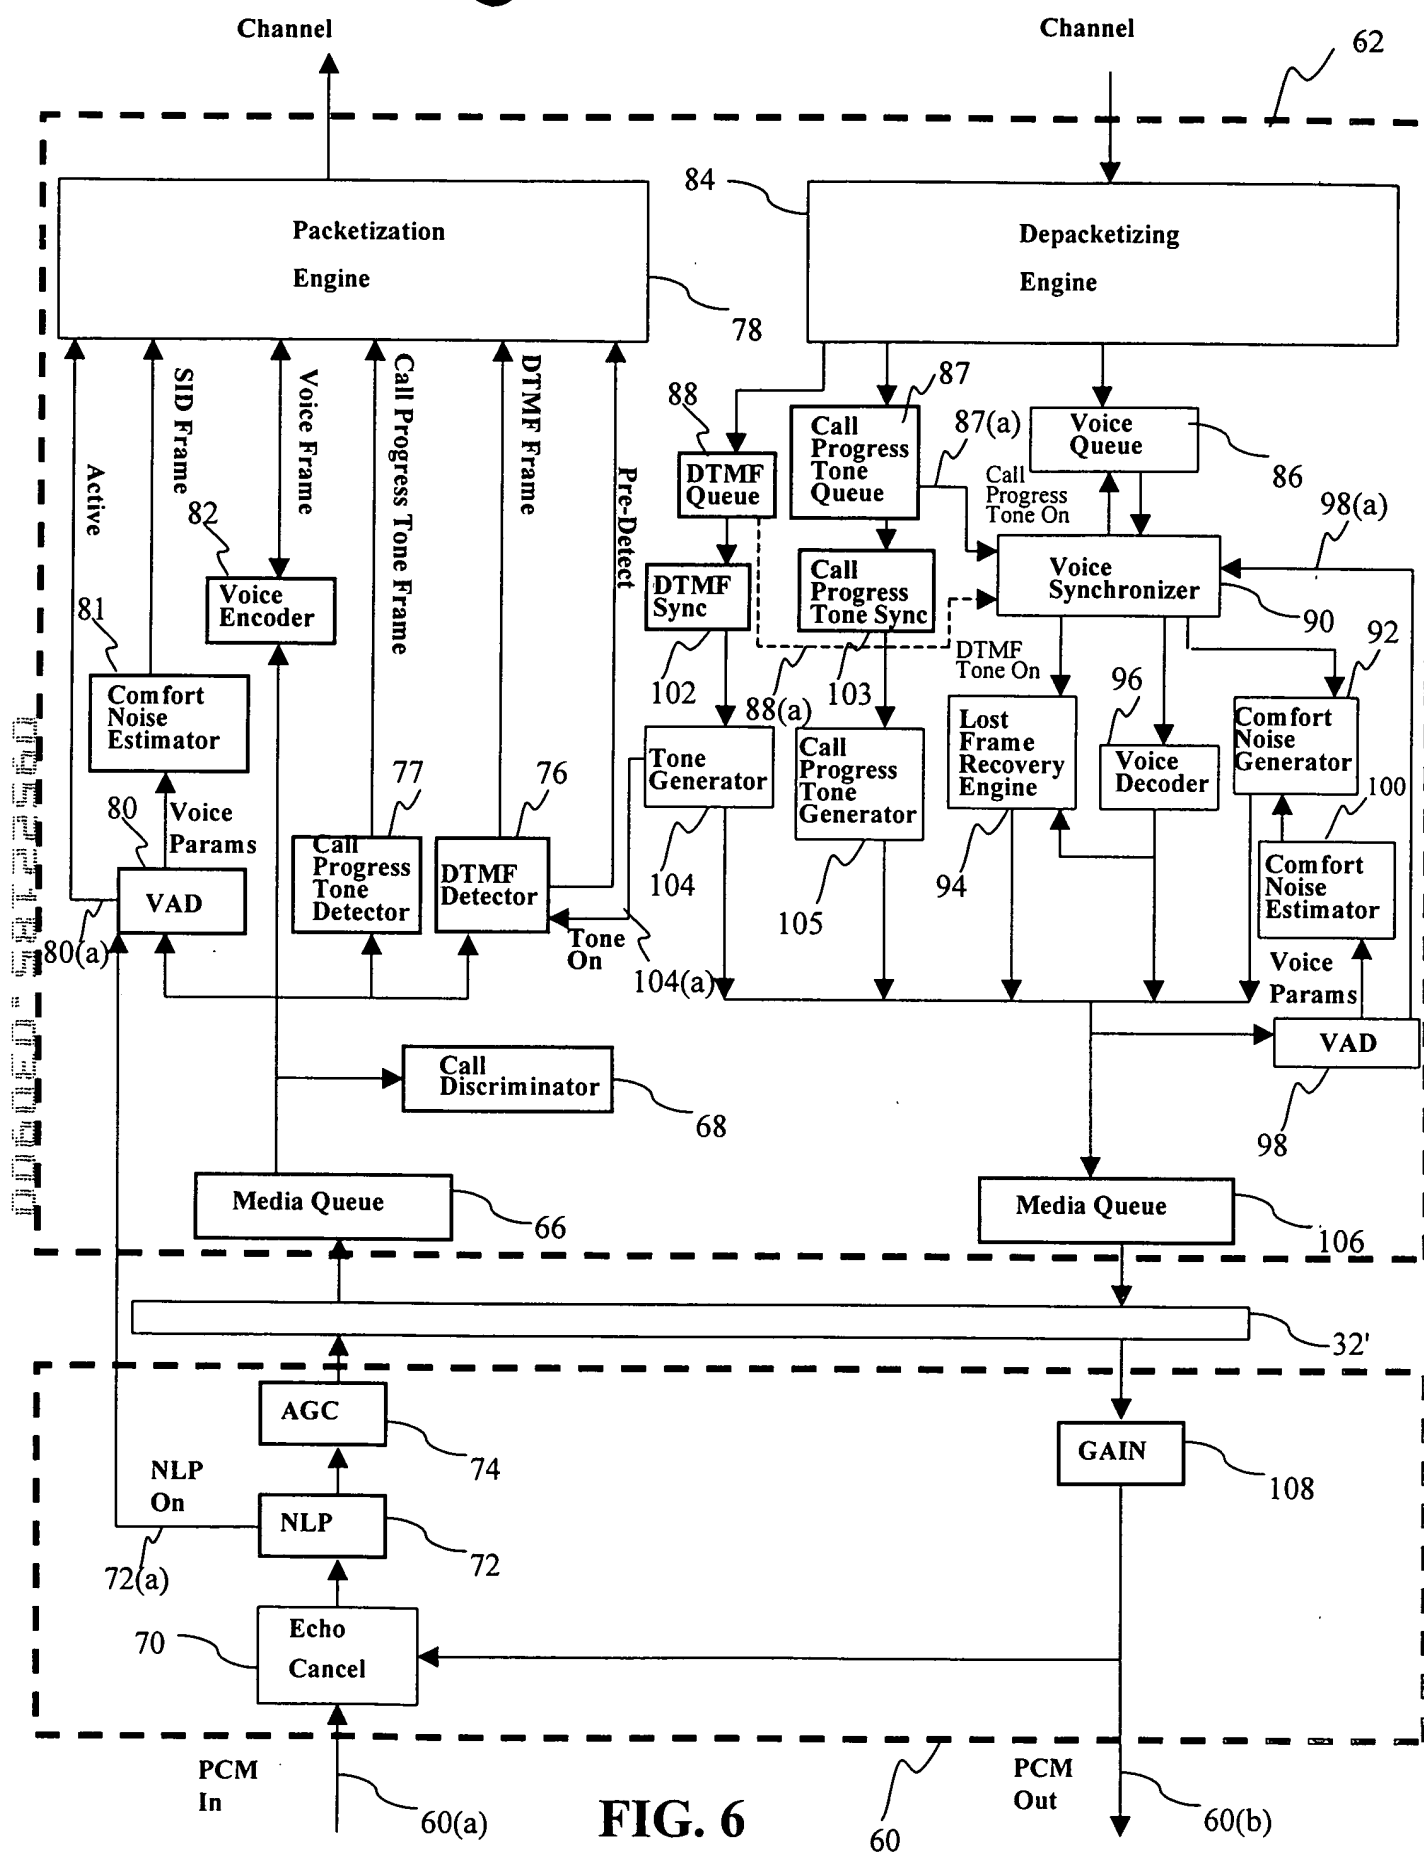 Channel
Channel
62
84
Packetization
Engine
Depacketizing
Engine
78
Active
SID Frame
Voice Frame
Call Progress Tone Frame
DTMF Frame
Pre-Detect
88
87
87(a)
DTMF
Queue
Call
Progress
Tone
Queue
Voice
Queue
86
Call
Progress
Tone On
98(a)
82
Voice
Encoder
DTMF
Sync
Call
Progress
Tone Sync
Voice
Synchronizer
90
81
92
102
88(a)
103
DTMF
Tone On
96
Comfort
Noise
Estimator
Tone
Generator
Call
Progress
Tone
Generator
Lost
Frame
Recovery
Engine
Voice
Decoder
Comfort
Noise
Generator
100
80
Voice
Params
77
76
VAD
Call
Progress
Tone
Detector
DTMF
Detector
104
105
94
Comfort
Noise
Estimator
80(a)
Tone
On
104(a)
Voice
Params
VAD
98
Call
Discriminator
68
Media Queue
66
Media Queue
106
32'
AGC
74
GAIN
108
NLP
On
NLP
72
72(a)
70
Echo
Cancel
PCM
In
60(a)
FIG. 6
60
PCM
Out
60(b)